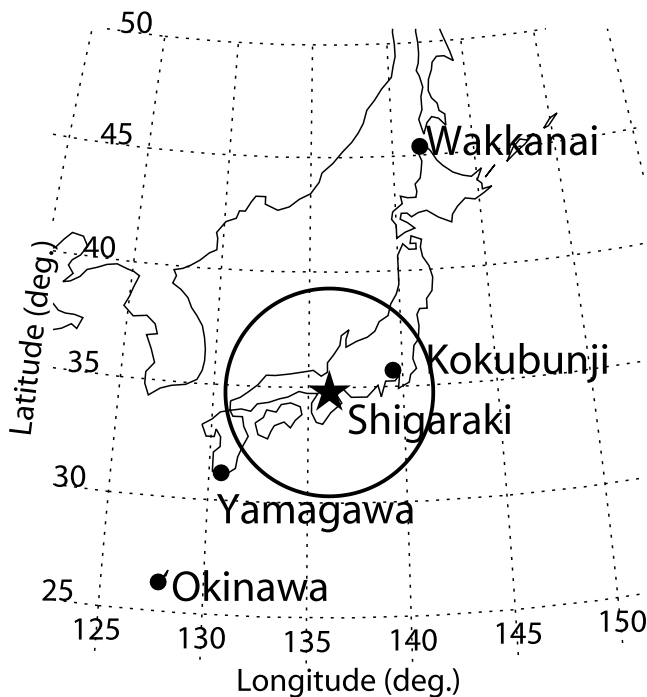 50
45
Wakkanai
40
Latitude (deg.)
35
Kokubunji
Shigaraki
30
Yamagawa
25
Okinawa
125
130
135
140
145
150
Longitude (deg.)